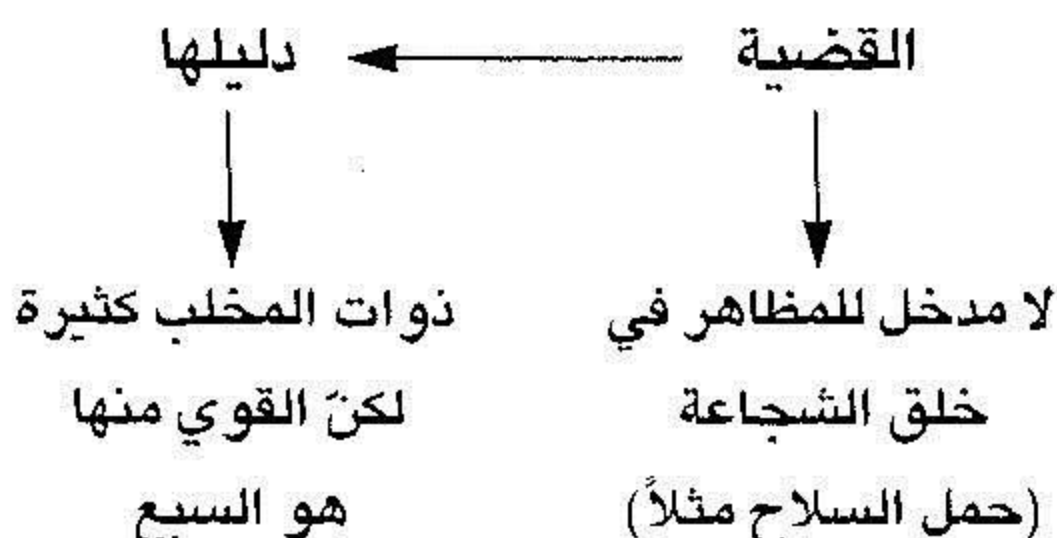 القضية
دليلها
لا مدخل للمظاهر في
خلق الشجاعة
(حمل السلاح مثلاً)
ذوات المخلب كثيرة
لكنّ القوي منها
هو السبع